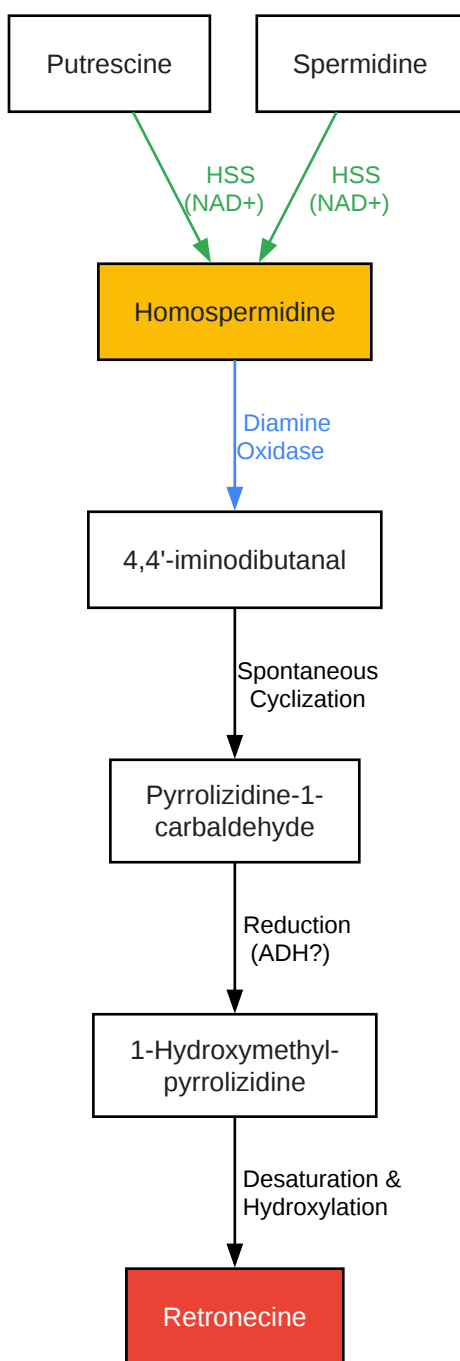 Putrescine
Spermidine
HSS
(NAD+)
HSS
(NAD+)
Homospermidine
Diamine
Oxidase
4,4'-iminodibutanal
Spontaneous
Cyclization
Pyrrolizidine-1-
carbaldehyde
Reduction
(ADH?)
1-Hydroxymethyl-
pyrrolizidine
Desaturation &
Hydroxylation
Retronecine